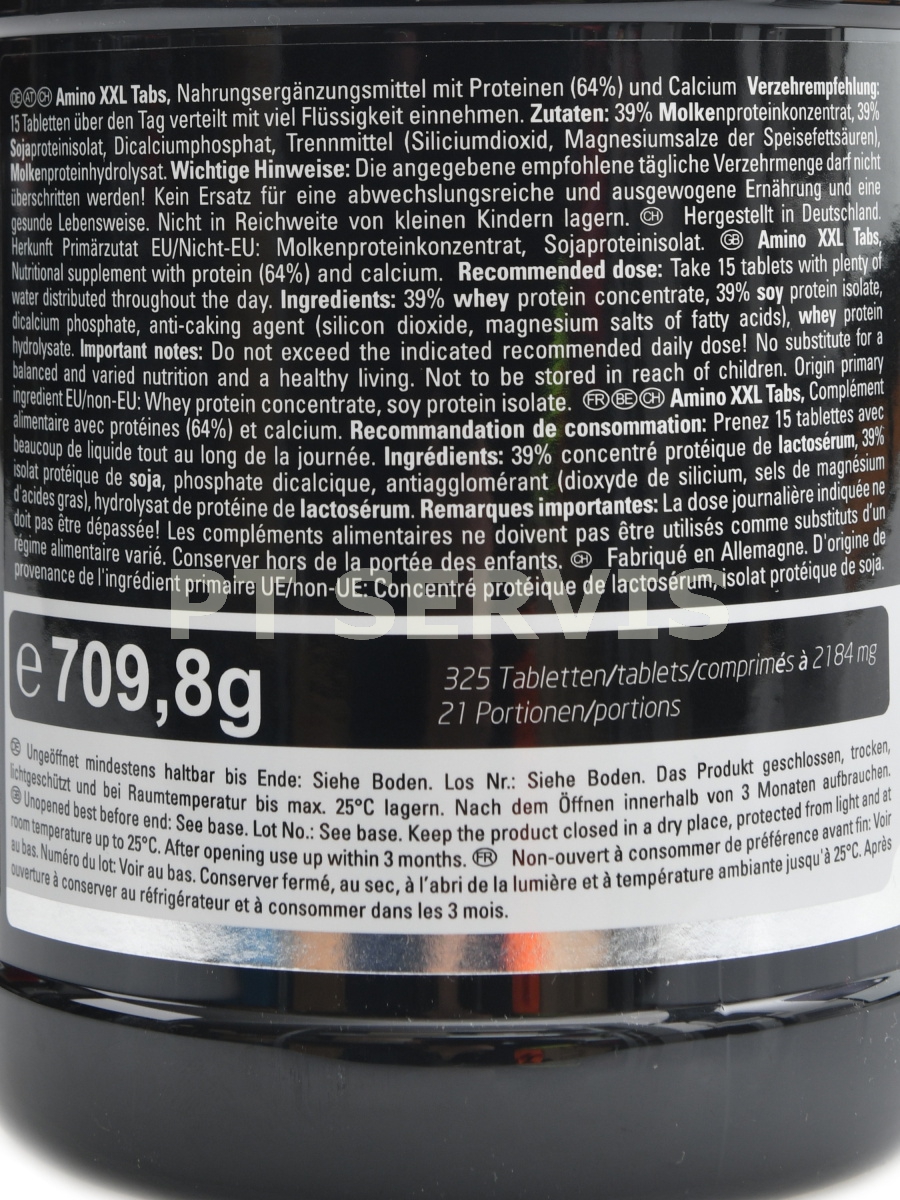 DE AT CH Amino XXL Tabs, Nahrungsergänzungsmittel mit Proteinen (64%) und Calcium Verzehrempfehlung:
15 Tabletten über den Tag verteilt mit viel Flüssigkeit einnehmen. Zutaten: 39% Molkenproteinkonzentrat, 39%
Sojaproteinisolat, Dicalciumphosphat, Trennmittel (Siliciumdioxid, Magnesiumsalze der Speisefettsäuren),
Molkenproteinhydrolysat. Wichtige Hinweise: Die angegebene empfohlene tägliche Verzehrmenge darf nicht
überschritten werden! Kein Ersatz für eine abwechslungsreiche und ausgewogene Ernährung und eine
gesunde Lebensweise. Nicht in Reichweite von kleinen Kindern lagern. CH Hergestellt in Deutschland.
Herkunft Primärzutat EU/Nicht-EU: Molkenproteinkonzentrat, Sojaproteinisolat. GB Amino XXL Tabs,
Nutritional supplement with protein (64%) and calcium. Recommended dose: Take 15 tablets with plenty of
water distributed throughout the day. Ingredients: 39% whey protein concentrate, 39% soy protein isolate,
dicalcium phosphate, anti-caking agent (silicon dioxide, magnesium salts of fatty acids), whey protein
hydrolysate. Important notes: Do not exceed the indicated recommended daily dose! No substitute for a
balanced and varied nutrition and a healthy living. Not to be stored in reach of children. Origin primary
ingredient EU/non-EU: Whey protein concentrate, soy protein isolate. FR BE CH Amino XXL Tabs, Complément
alimentaire avec protéines (64%) et calcium. Recommandation de consommation: Prenez 15 tablettes avec
beaucoup de liquide tout au long de la journée. Ingrédients: 39% concentré protéique de lactosérum, 39%
isolat protéique de soja, phosphate dicalcique, antiagglomérant (dioxyde de silicium, sels de magnésium
d'acides gras), hydrolysat de protéine de lactosérum. Remarques importantes: La dose journalière indiquée ne
doit pas être dépassée! Les compléments alimentaires ne doivent pas être utilisés comme substituts d'un
régime alimentaire varié. Conserver hors de la portée des enfants. CH Fabriqué en Allemagne. D'origine de
provenance de l'ingrédient primaire UE/non-UE: Concentré protéique de lactosérum, isolat protéique de soja.
PT SERVIS
e 709,8g
325 Tabletten/tablets/comprimés à 2184 mg
21 Portionen/portions
DE Ungeöffnet mindestens haltbar bis Ende: Siehe Boden. Los Nr.: Siehe Boden. Das Produkt geschlossen, trocken,
lichtgeschützt und bei Raumtemperatur bis max. 25°C lagern. Nach dem Öffnen innerhalb von 3 Monaten aufbrauchen.
GB Unopened best before end: See base. Lot No.: See base. Keep the product closed in a dry place, protected from light and at
room temperature up to 25°C. After opening use up within 3 months. FR Non-ouvert à consommer de préférence avant fin: Voir
au bas. Numéro du lot: Voir au bas. Conserver fermé, au sec, à l'abri de la lumière et à température ambiante jusqu'à 25°C. Après
ouverture à conserver au réfrigérateur et à consommer dans les 3 mois.